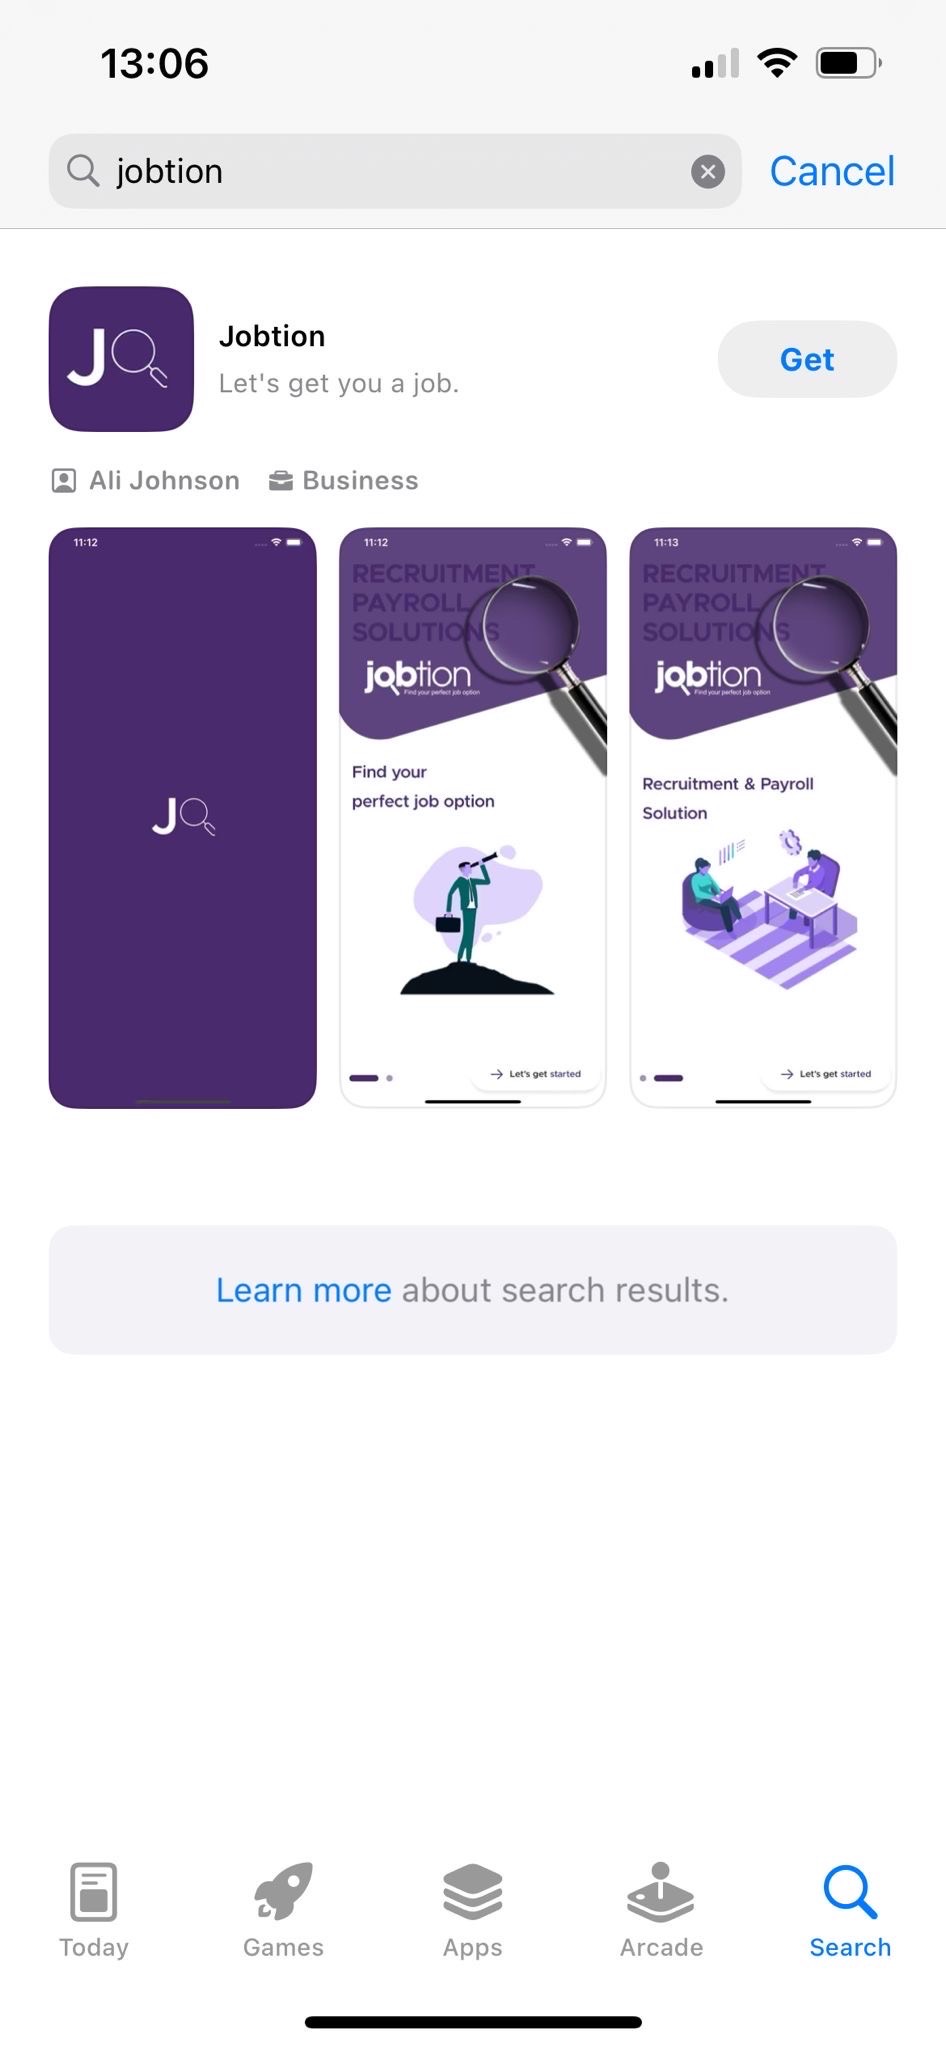 13:06
jobtion
Cancel
Jobtion
Let's get you a job.
Get
Ali Johnson
Business
11:12
JO
11:12
RECRUITMENT
PAYROLL
SOLUTIONS
jobtion
Find your perfect job option
Find your
perfect job option
Let's get started
11:13
RECRUITMENT
PAYROLL
SOLUTIONS
jobtion
Find your perfect job option
Recruitment & Payroll
Solution
Let's get started
Learn more about search results.
Today
Games
Apps
Arcade
Search